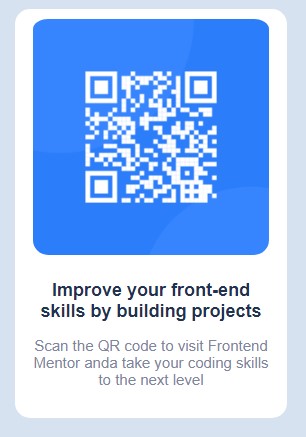 Improve your front-end
skills by building projects
Scan the QR code to visit Frontend
Mentor anda take your coding skills
to the next level